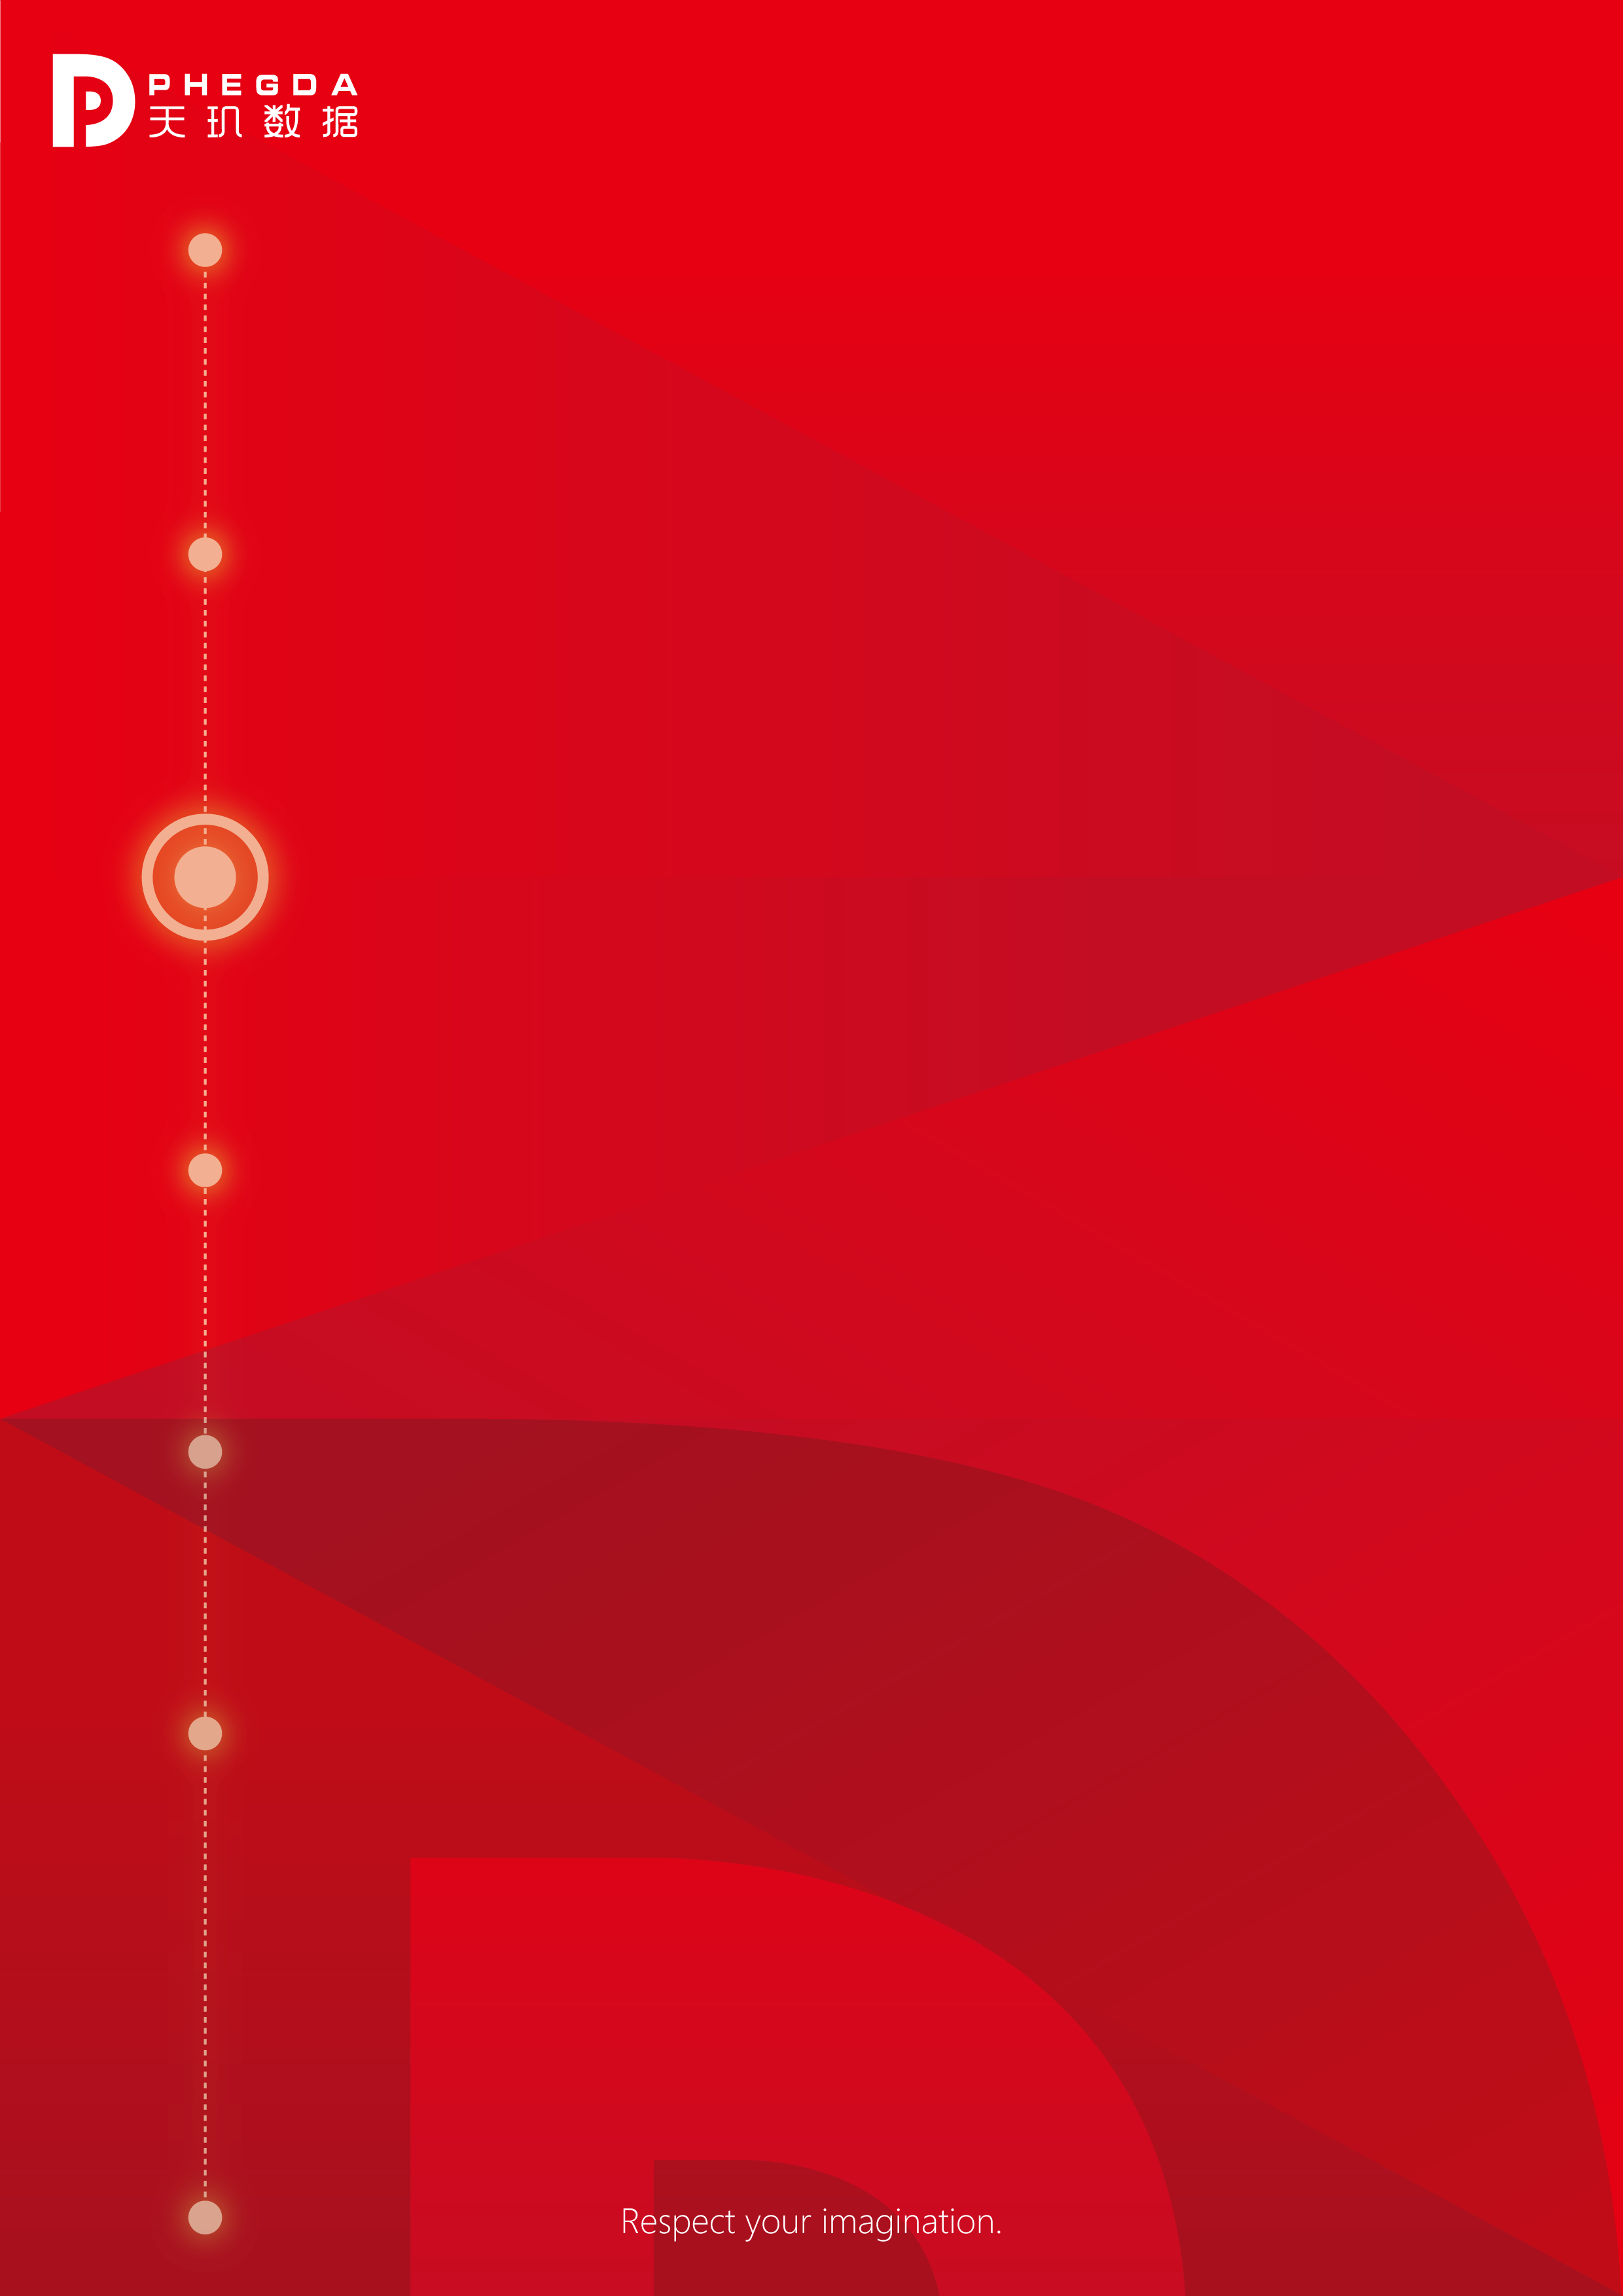 PHEGDA
天玑数据
Respect your imagination.